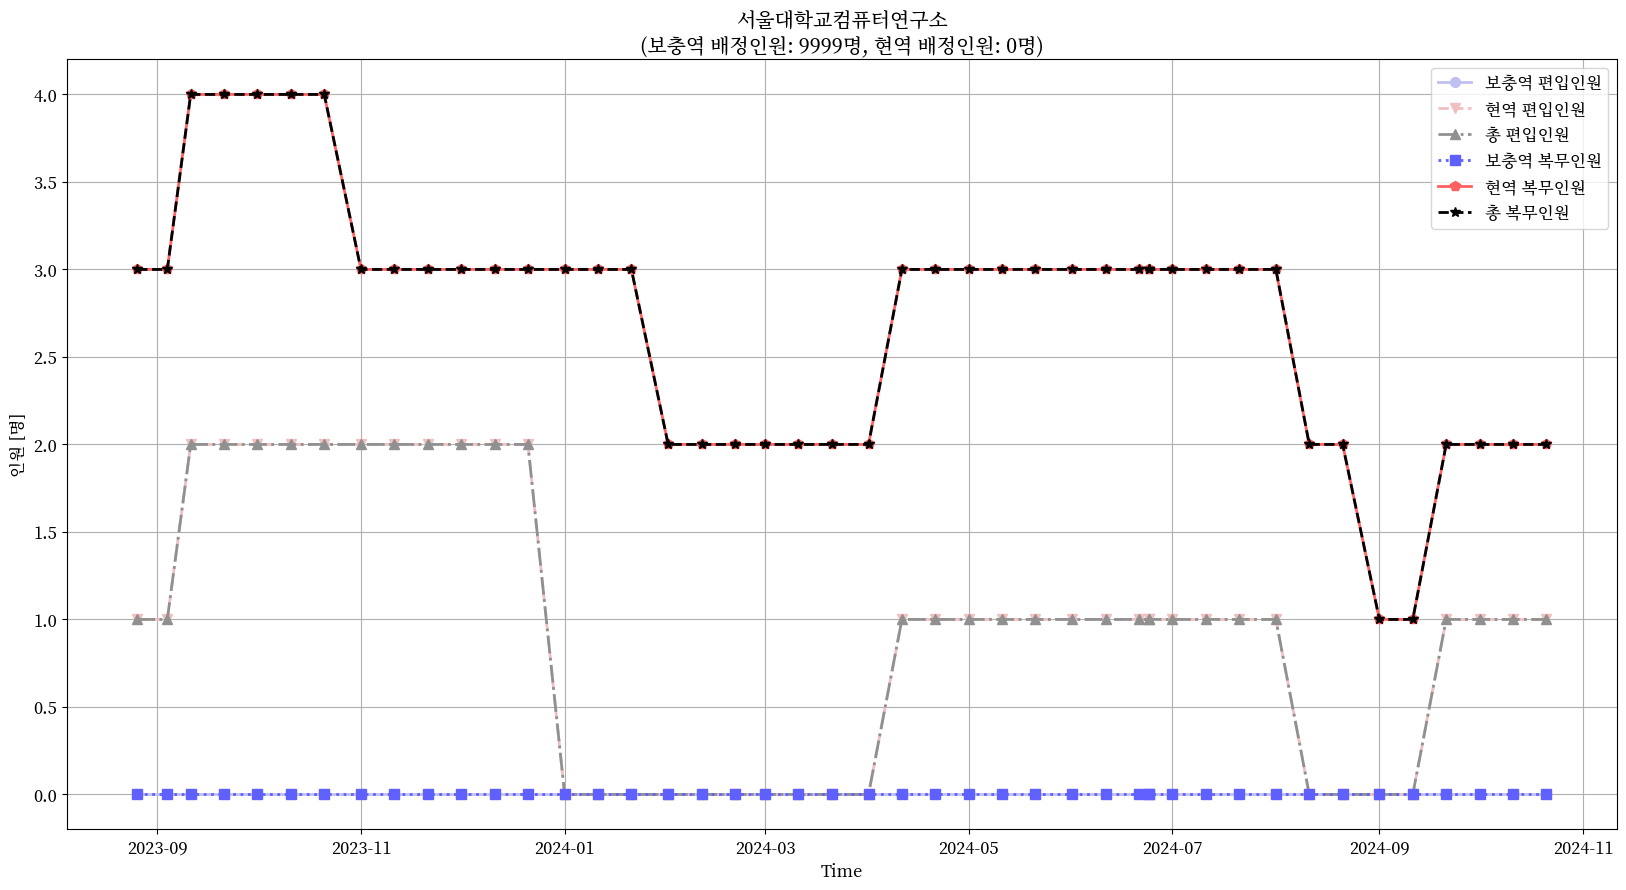 서울대학교컴퓨터연구소
(보충역 배정인원: 9999명, 현역 배정인원: 0명)
보충역 편입인원
현역 편입인원
총 편입인원
보충역 복무인원
현역 복무인원
총 복무인원
인원 [명]
4.0
3.5
3.0
2.5
2.0
1.5
1.0
0.5
0.0
2023-09
2023-11
2024-01
2024-03
2024-05
2024-07
2024-09
2024-11
Time